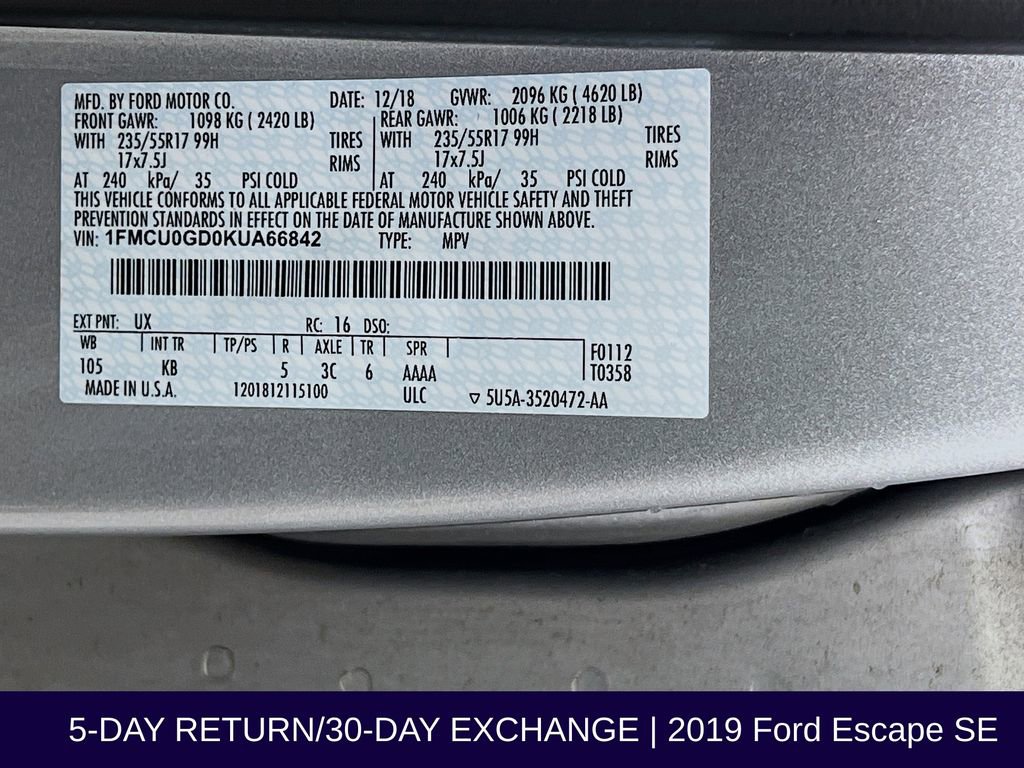 MFD. BY FORD MOTOR CO. DATE: 12/18 GVWR: 2096 KG ( 4620 LB)
FRONT GAWR: 1098 KG ( 2420 LB) REAR GAWR: 1006 KG ( 2218 LB)
WITH 235/55R17 99H TIRES WITH 235/55R17 99H TIRES
17x7.5J RIMS 17x7.5J RIMS
AT 240 kPa/ 35 PSI COLD AT 240 kPa/ 35 PSI COLD
THIS VEHICLE CONFORMS TO ALL APPLICABLE FEDERAL MOTOR VEHICLE SAFETY AND THEFT
PREVENTION STANDARDS IN EFFECT ON THE DATE OF MANUFACTURE SHOWN ABOVE.
VIN: 1FMCU0GD0KUA66842 TYPE: MPV
EXT PNT: UX RC: 16 DSO:
WB INT TR TP/PS R AXLE TR SPR F0112
105 KB 5 3C 6 AAAA T0358
MADE IN U.S.A. 1201812115100 ULC ▽ 5U5A-3520472-AA
5-DAY RETURN/30-DAY EXCHANGE | 2019 Ford Escape SE